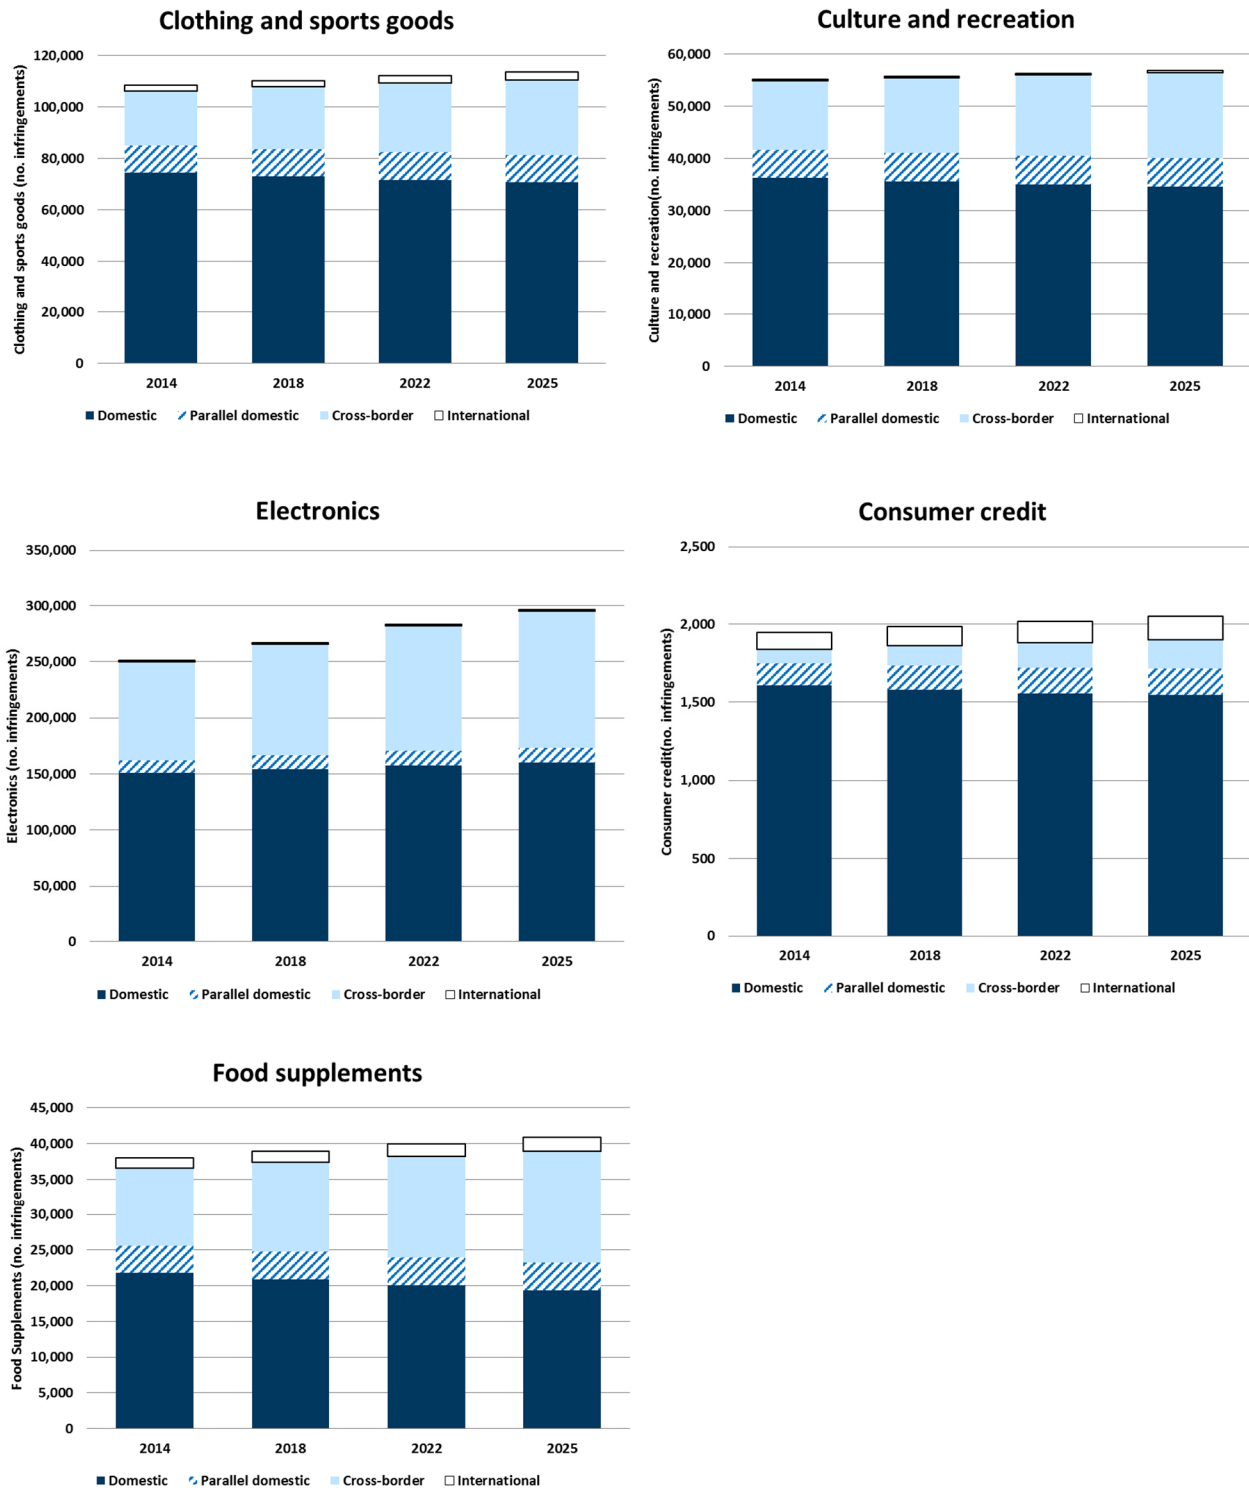 Clothing and sports goods
Clothing and sports goods (no. infringements)
120,000
100,000
80,000
60,000
40,000
20,000
0
2014 2018 2022 2025
Domestic Parallel domestic Cross-border International
Culture and recreation
Culture and recreation(no. infringements)
60,000
50,000
40,000
30,000
20,000
10,000
0
2014 2018 2022 2025
Domestic Parallel domestic Cross-border International
Electronics
Electronics (no. infringements)
350,000
300,000
250,000
200,000
150,000
100,000
50,000
0
2014 2018 2022 2025
Domestic Parallel domestic Cross-border International
Consumer credit
Consumer credit(no. infringements)
2,500
2,000
1,500
1,000
500
0
2014 2018 2022 2025
Domestic Parallel domestic Cross-border International
Food supplements
Food Supplements (no. infringements)
45,000
40,000
35,000
30,000
25,000
20,000
15,000
10,000
5,000
0
2014 2018 2022 2025
Domestic Parallel domestic Cross-border International